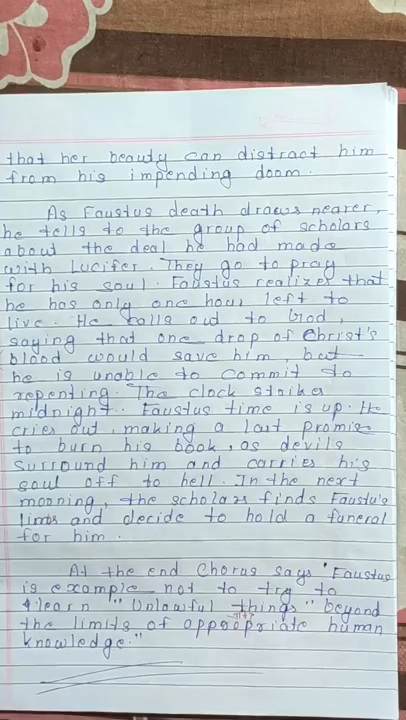 that her beauty can distract him
from his impending doom.
As Faustus death draws nearer,
he tells to the group of scholars
about the deal he had made
with Lucifer. They go to pray
for his soul. Faustus realizes that
he has only one hour left to
live. He calls out to God,
saying that one drop of Christ's
blood would save him, but
he is unable to commit to
repenting. The clock strikes
midnight. Faustus time is up. He
cries out, making a last promise
to burn his book, as devils
surround him and carries his
soul off to hell. In the next
morning, the scholars finds Faustu's
limbs and decide to hold a funeral
for him.
At the end Chorus says 'Faustus
is example not to try to
learn "Unlawful things" beyond
the limits of appropriate human
knowledge."